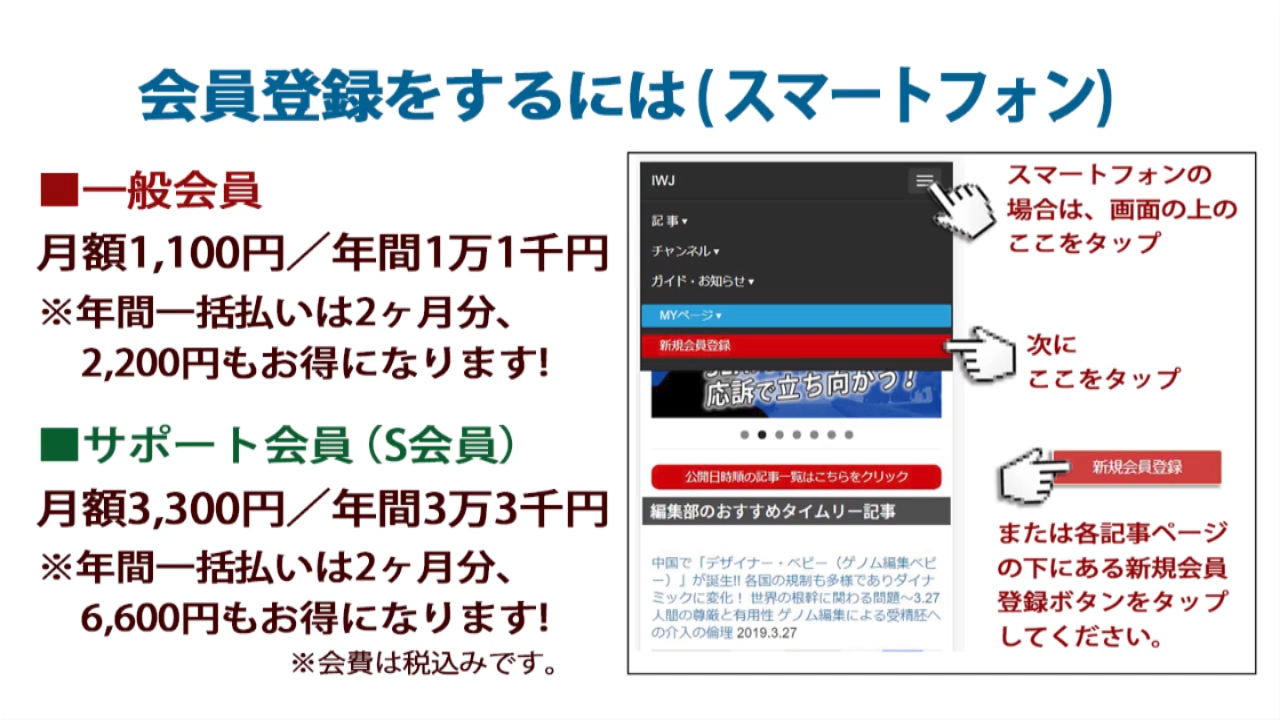 会員登録をするには(スマートフォン)
■一般会員
月額1,100円／年間1万1千円
※年間一括払いは2ヶ月分、
2,200円もお得になります!
■サポート会員（S会員）
月額3,300円／年間3万3千円
※年間一括払いは2ヶ月分、
6,600円もお得になります!
※会費は税込みです。
IWJ
記事▾
チャンネル▾
ガイド・お知らせ▾
MYページ▾
新規会員登録
応訴で立ち向かう！
公開日時順の記事一覧はこちらをクリック
編集部のおすすめタイムリー記事
中国で「デザイナー・ベビー（ゲノム編集ベビ
ー）」が誕生!! 各国の規制も多様でありダイナ
ミックに変化！ 世界の根幹に関わる問題～3.27
人間の尊厳と有用性 ゲノム編集による受精胚へ
の介入の倫理 2019.3.27
スマートフォンの
場合は、画面の上の
ここをタップ
次に
ここをタップ
新規会員登録
または各記事ページ
の下にある新規会員
登録ボタンをタップ
してください。